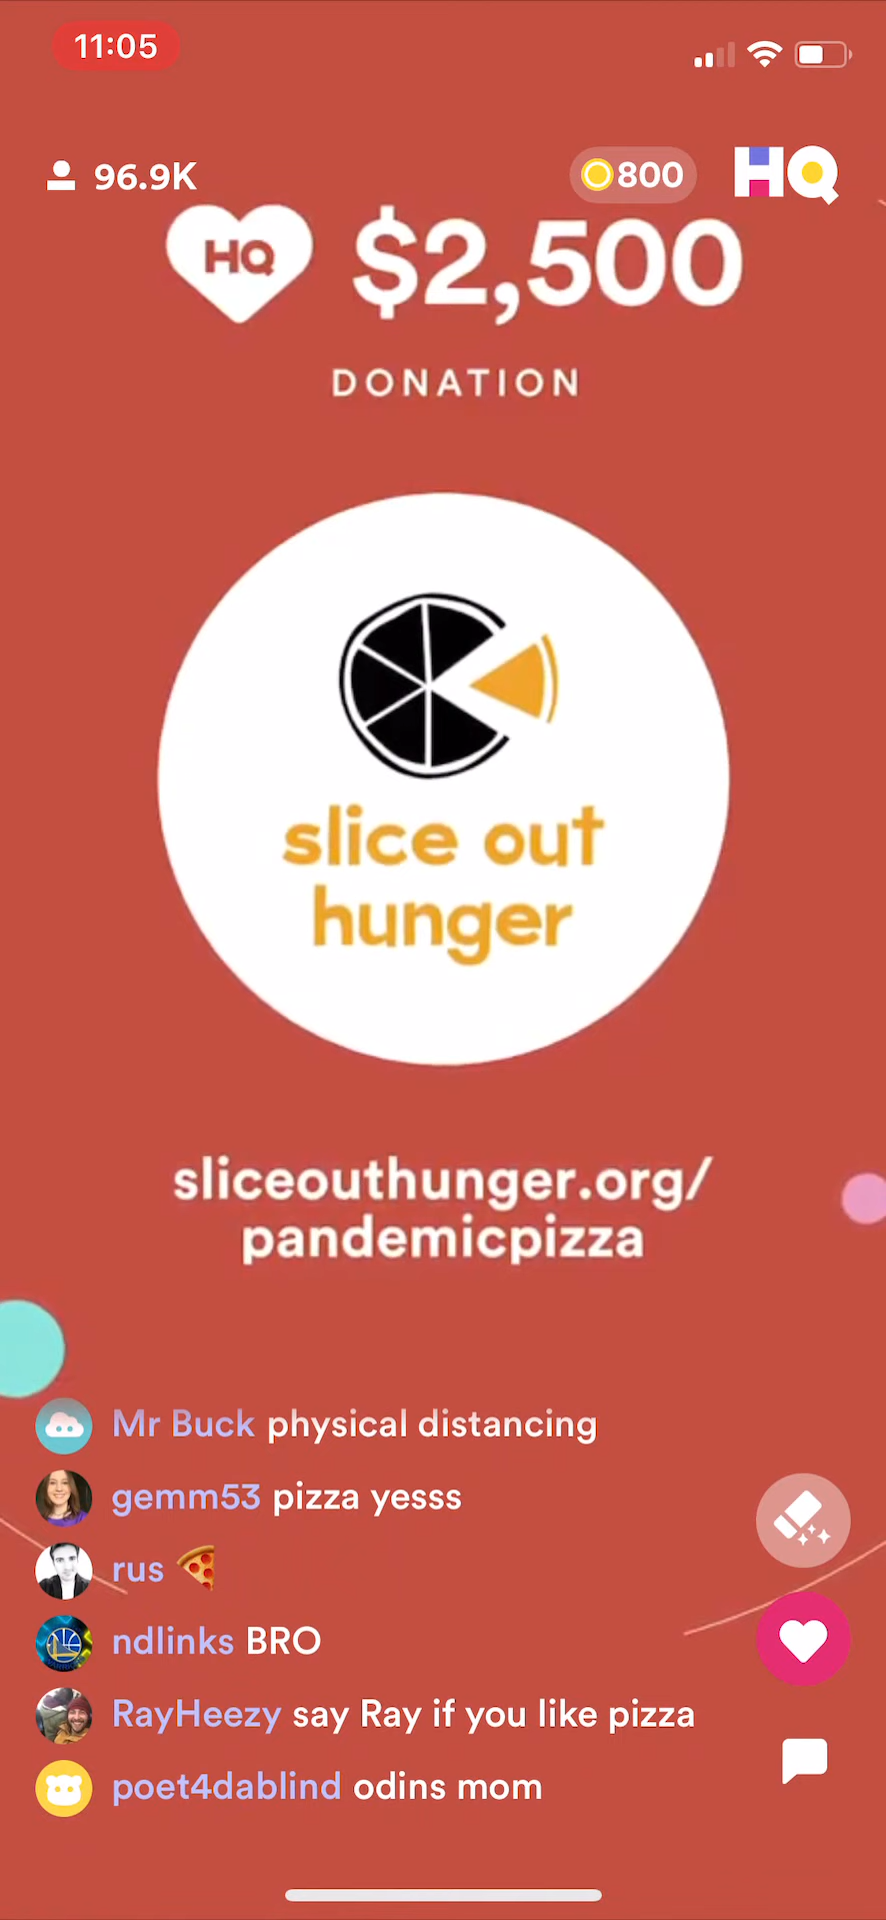 11:05
96.9K
800
HQ
HQ
$2,500
DONATION
slice out
hunger
sliceouthunger.org/
pandemicpizza
Mr Buck physical distancing
gemm53 pizza yesss
rus 🍕
ndlinks BRO
RayHeezy say Ray if you like pizza
poet4dablind odins mom